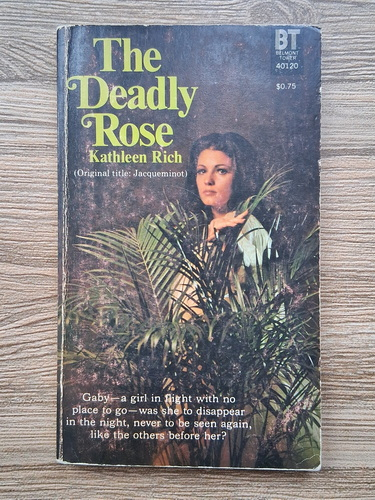 The
Deadly
Rose
Kathleen Rich
(Original title: Jacqueminot)
BT
BELMONT
TOWER
40120
$0.75
Gaby—a girl in flight with no
place to go—was she to disappear
in the night, never to be seen again,
like the others before her?